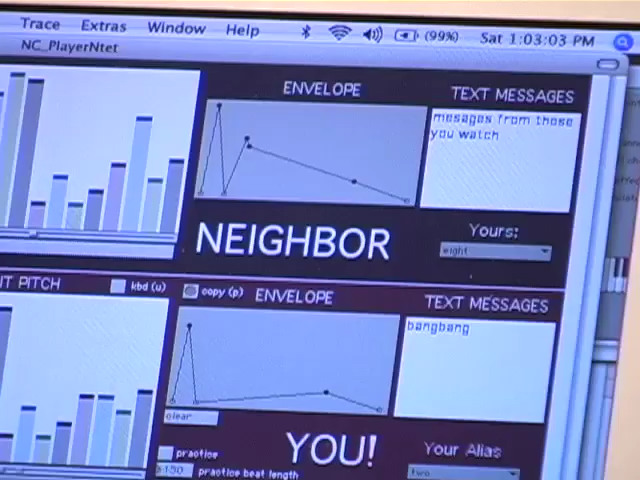 Trace Extras Window Help (99%) Sat 1:03:03 PM
NC_PlayerNtet
ENVELOPE TEXT MESSAGES
mesages from those
you watch
NEIGHBOR
Yours:
eight
IT PITCH kbd (u) copy (p) ENVELOPE TEXT MESSAGES
bangbang
clear
practice
YOU!
Your Alias
practice beat length
two